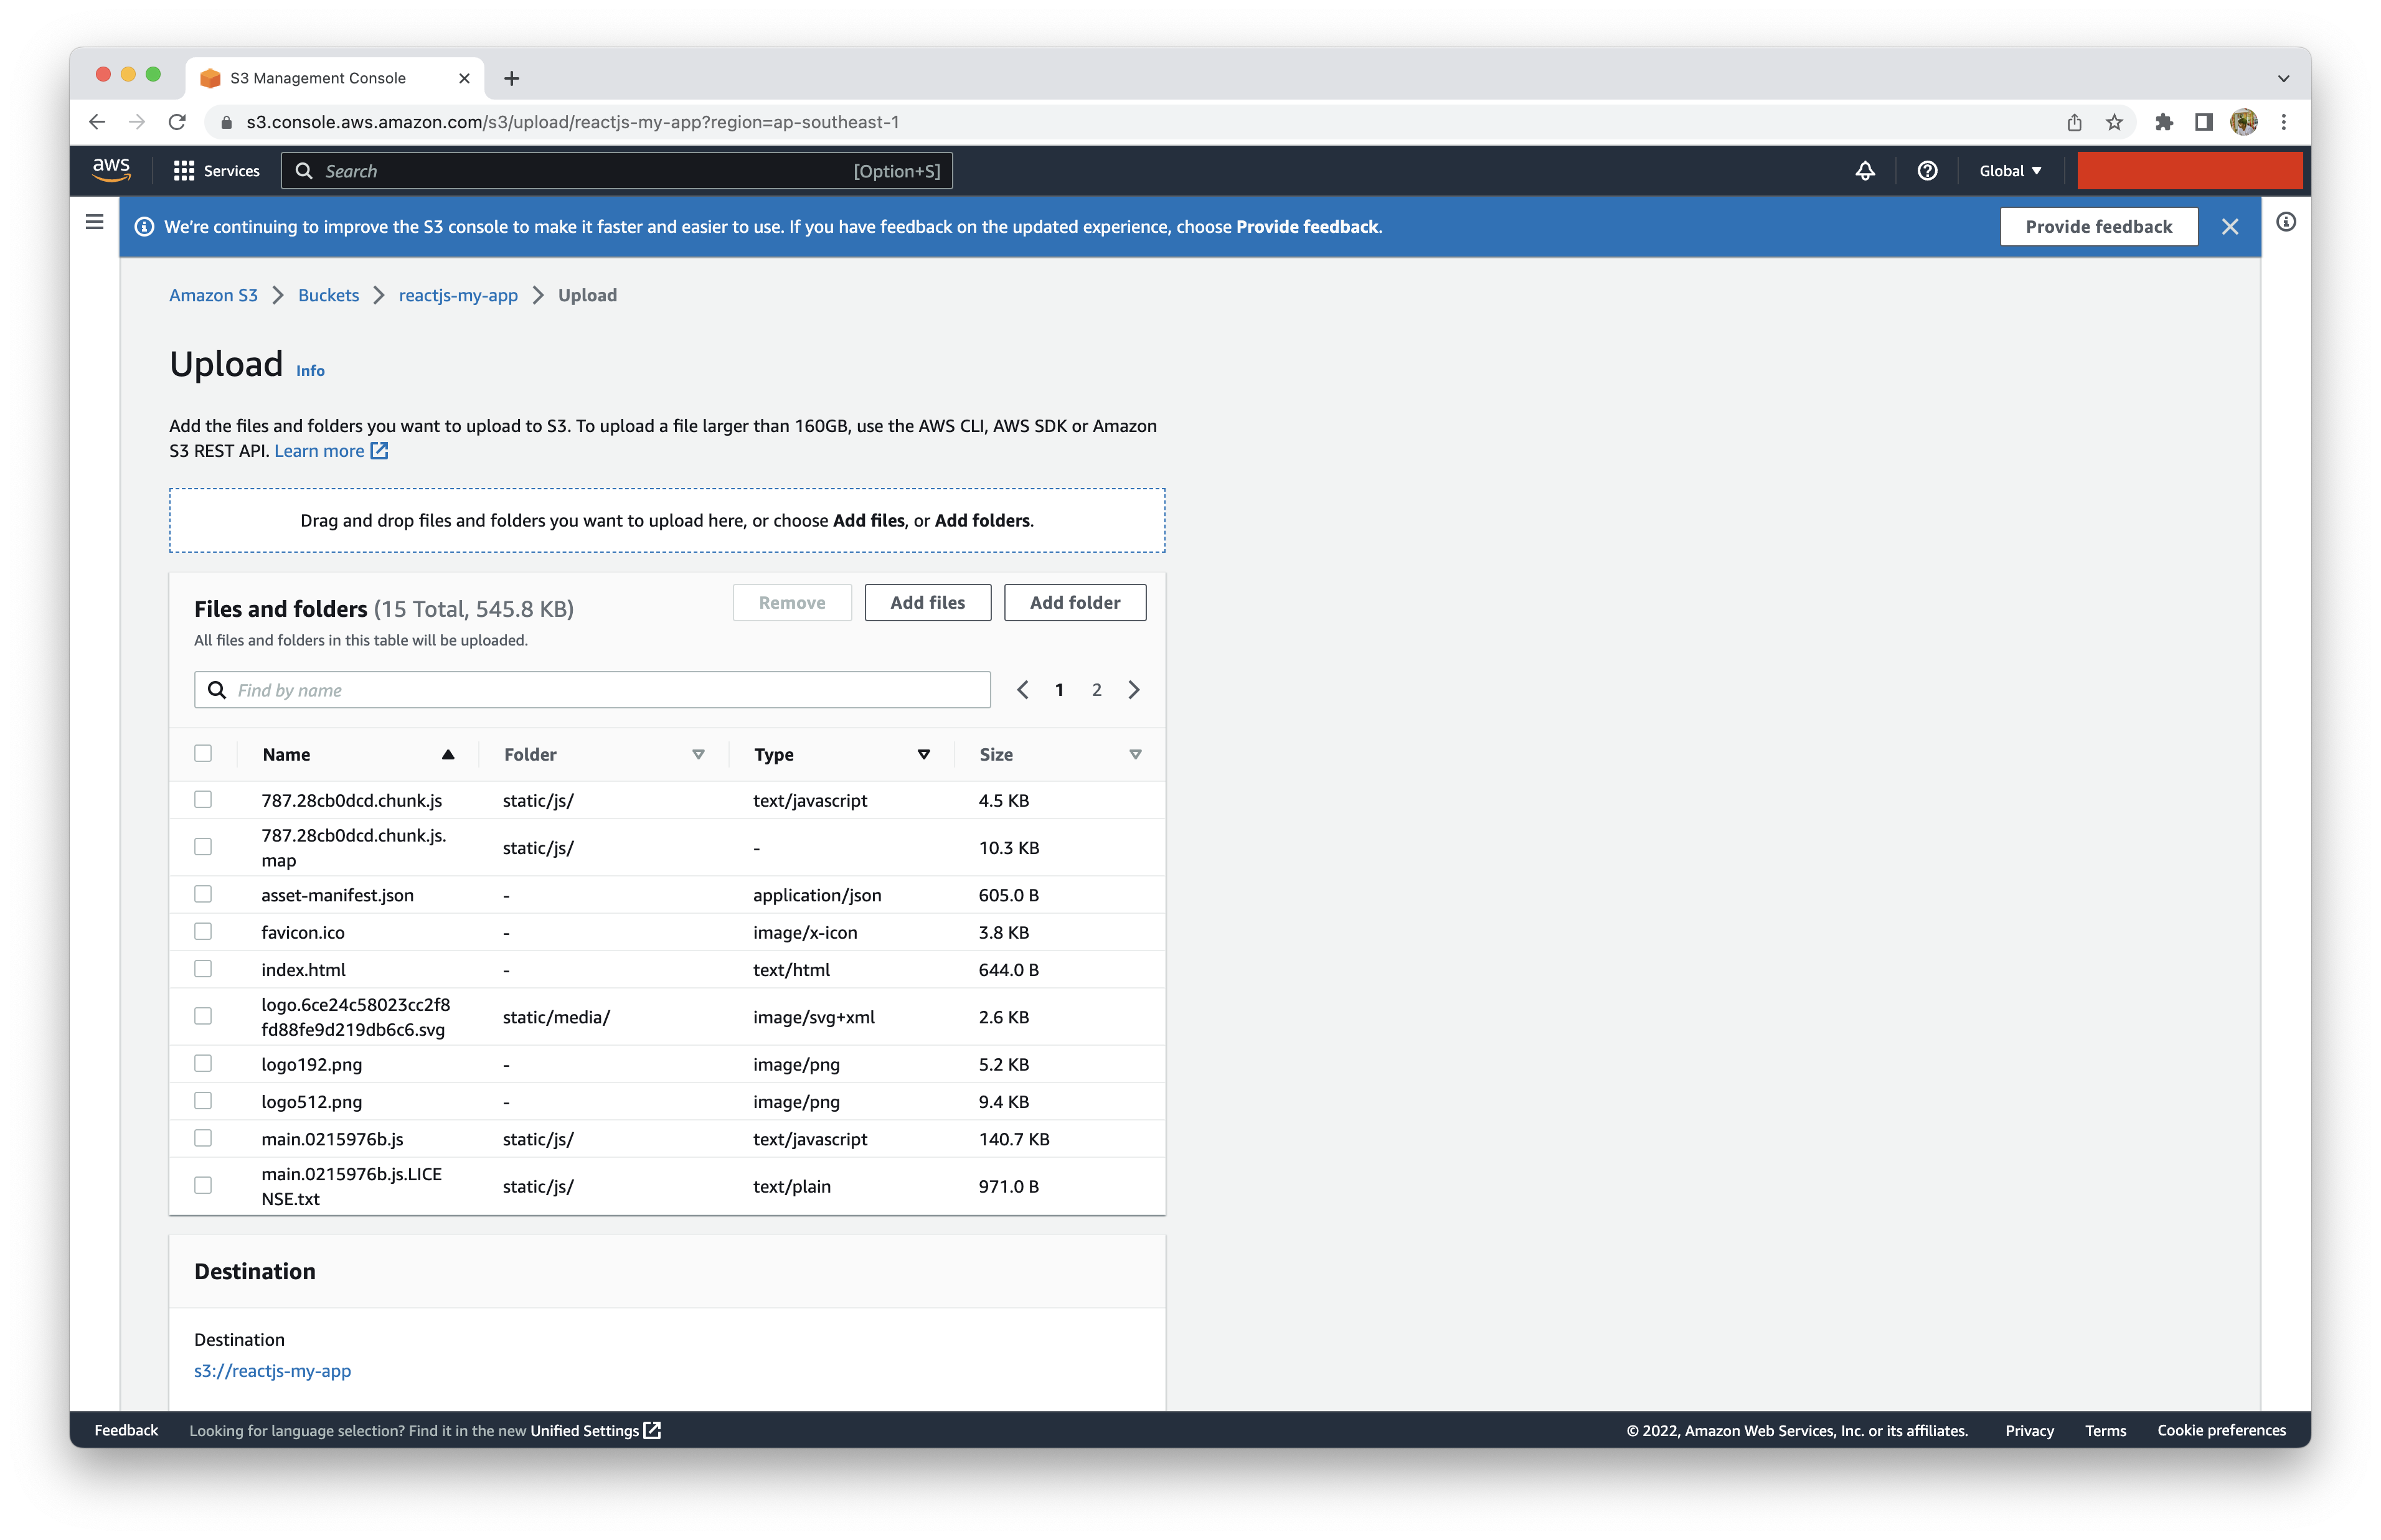 S3 Management Console
s3.console.aws.amazon.com/s3/upload/reactjs-my-app?region=ap-southeast-1
aws
Services
Search
[Option+S]
Global
We're continuing to improve the S3 console to make it faster and easier to use. If you have feedback on the updated experience, choose Provide feedback.
Provide feedback
Amazon S3
Buckets
reactjs-my-app
Upload
Upload
Info
Add the files and folders you want to upload to S3. To upload a file larger than 160GB, use the AWS CLI, AWS SDK or Amazon
S3 REST API. Learn more
Drag and drop files and folders you want to upload here, or choose Add files, or Add folders.
Files and folders (15 Total, 545.8 KB)
All files and folders in this table will be uploaded.
Remove
Add files
Add folder
Find by name
1 2
Name Folder Type Size
787.28cb0dcd.chunk.js static/js/ text/javascript 4.5 KB
787.28cb0dcd.chunk.js.
map
static/js/ - 10.3 KB
asset-manifest.json - application/json 605.0 B
favicon.ico - image/x-icon 3.8 KB
index.html - text/html 644.0 B
logo.6ce24c58023cc2f8
fd88fe9d219db6c6.svg
static/media/ image/svg+xml 2.6 KB
logo192.png - image/png 5.2 KB
logo512.png - image/png 9.4 KB
main.0215976b.js static/js/ text/javascript 140.7 KB
main.0215976b.js.LICE
NSE.txt
static/js/ text/plain 971.0 B
Destination
Destination
s3://reactjs-my-app
Feedback
Looking for language selection? Find it in the new Unified Settings
© 2022, Amazon Web Services, Inc. or its affiliates.
Privacy
Terms
Cookie preferences